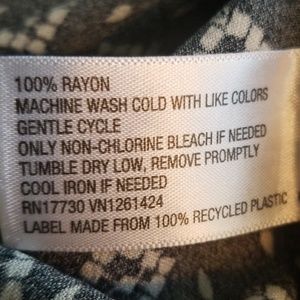 100% RAYON
MACHINE WASH COLD WITH LIKE COLORS
GENTLE CYCLE
ONLY NON-CHLORINE BLEACH IF NEEDED
TUMBLE DRY LOW, REMOVE PROMPTLY
COOL IRON IF NEEDED
RN17730 VN1261424
LABEL MADE FROM 100% RECYCLED PLASTIC